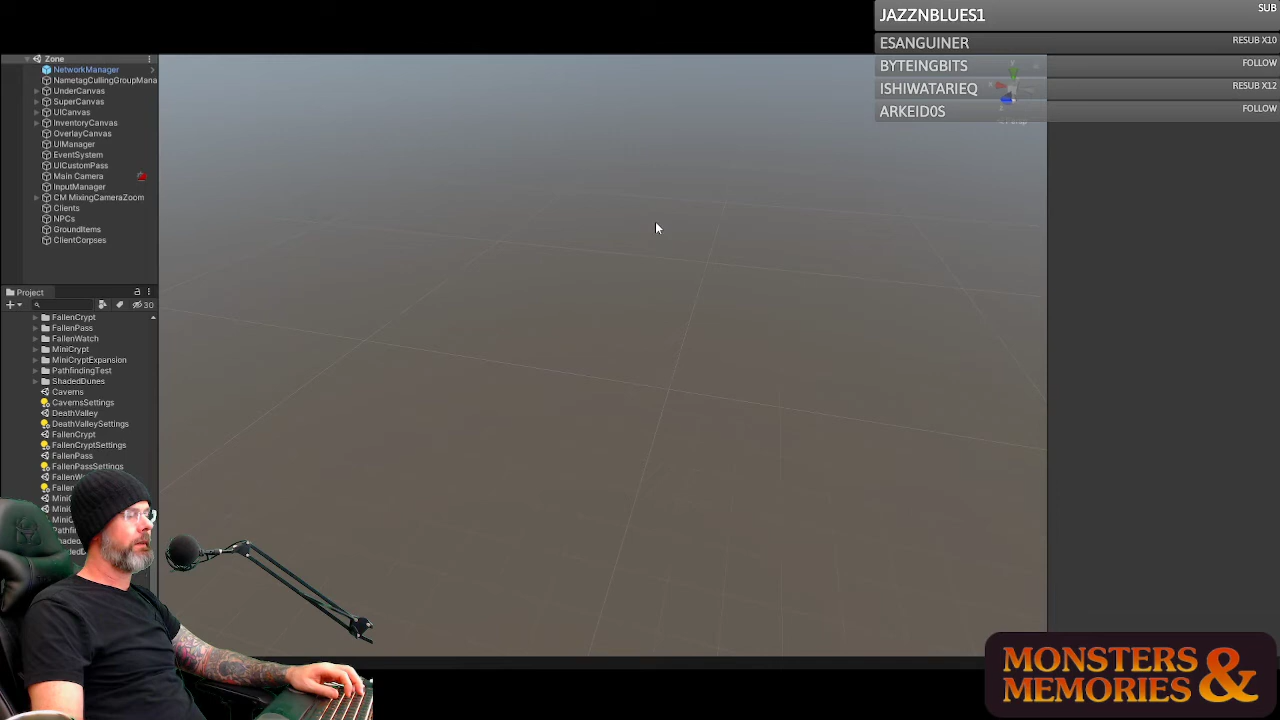 JAZZNBLUES1 SUB
ESANGUINER RESUB X10
BYTEINGBITS FOLLOW
ISHIWATARIEQ RESUB X12
ARKEID0S FOLLOW
Zone
NetworkManager
NametagCullingGroupMana
UnderCanvas
SuperCanvas
UICanvas
InventoryCanvas
OverlayCanvas
UIManager
EventSystem
UICustomPass
Main Camera
InputManager
CM MixingCameraZoom
Clients
NPCs
GroundItems
ClientCorpses
Project
30
FallenCrypt
FallenPass
FallenWatch
MiniCrypt
MiniCryptExpansion
PathfindingTest
ShadedDunes
Caverns
CavernsSettings
DeathValley
DeathValleySettings
FallenCrypt
FallenCryptSettings
FallenPass
FallenPassSettings
MONSTERS &
MEMORIES